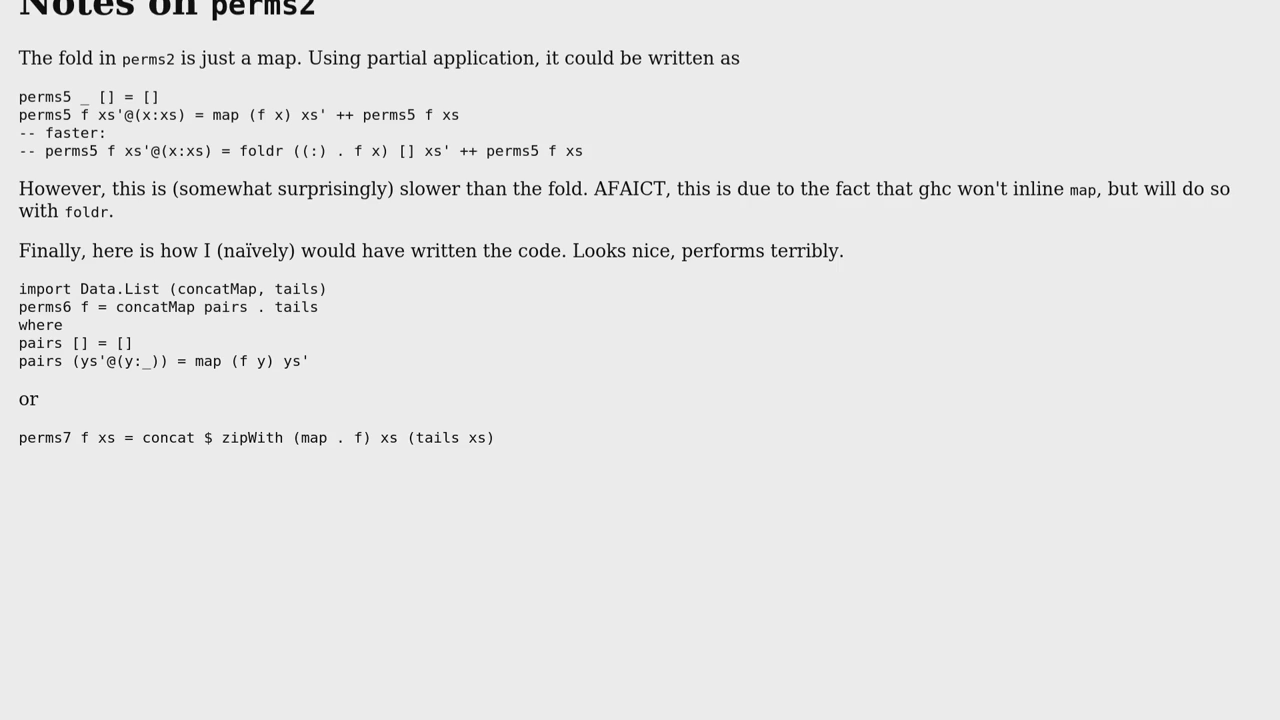 Notes on perms2
The fold in perms2 is just a map. Using partial application, it could be written as
perms5 _ [] = []
perms5 f xs'@(x:xs) = map (f x) xs' ++ perms5 f xs
-- faster:
-- perms5 f xs'@(x:xs) = foldr ((:) . f x) [] xs' ++ perms5 f xs
However, this is (somewhat surprisingly) slower than the fold. AFAICT, this is due to the fact that ghc won't inline map, but will do so
with foldr.
Finally, here is how I (naïvely) would have written the code. Looks nice, performs terribly.
import Data.List (concatMap, tails)
perms6 f = concatMap pairs . tails
where
pairs [] = []
pairs (ys'@(y:_)) = map (f y) ys'
or
perms7 f xs = concat $ zipWith (map . f) xs (tails xs)